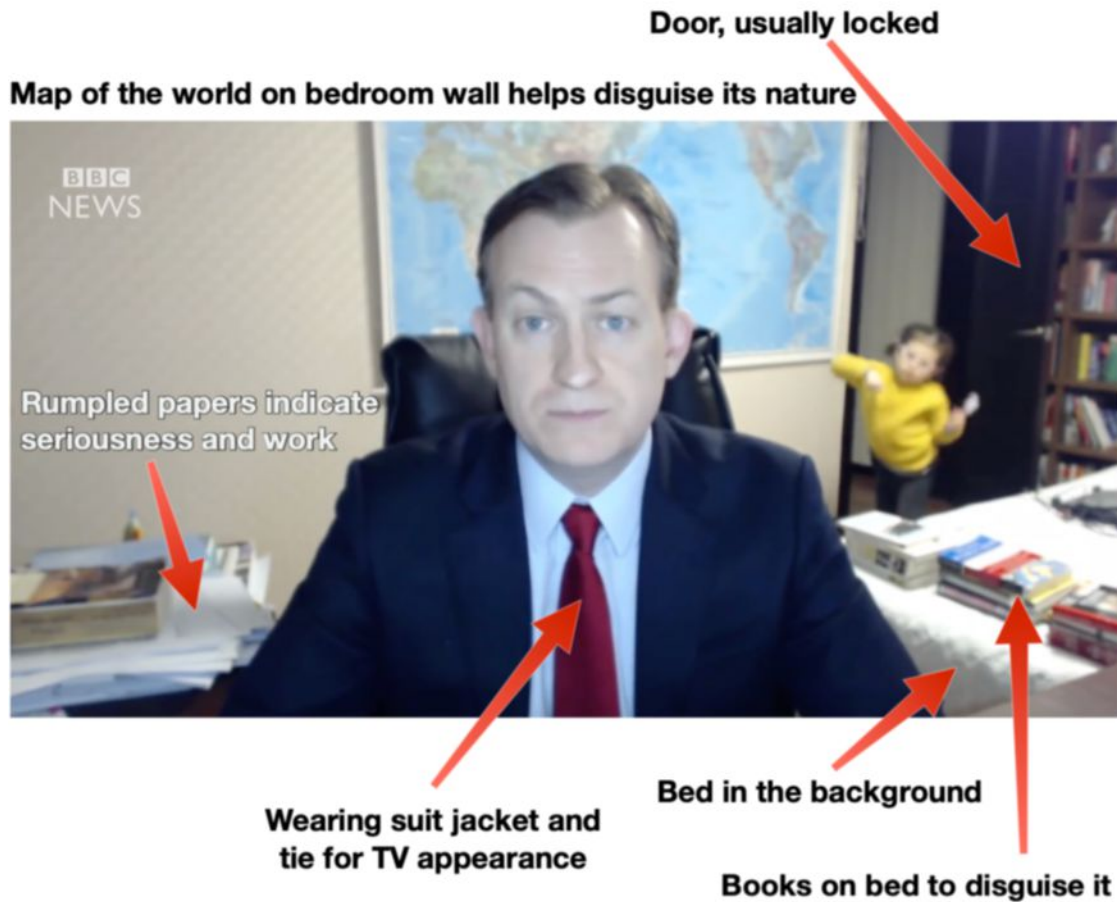 Door, usually locked
Map of the world on bedroom wall helps disguise its nature
BBC
NEWS
Rumpled papers indicate
seriousness and work
Wearing suit jacket and
tie for TV appearance
Bed in the background
Books on bed to disguise it